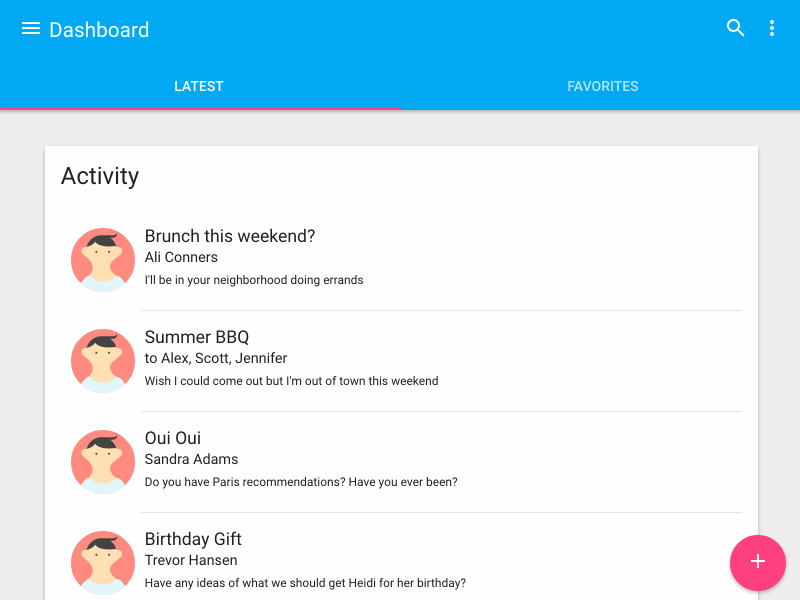 Dashboard
LATEST
FAVORITES
Activity
Brunch this weekend?
Ali Conners
I'll be in your neighborhood doing errands
Summer BBQ
to Alex, Scott, Jennifer
Wish I could come out but I'm out of town this weekend
Oui Oui
Sandra Adams
Do you have Paris recommendations? Have you ever been?
Birthday Gift
Trevor Hansen
Have any ideas of what we should get Heidi for her birthday?